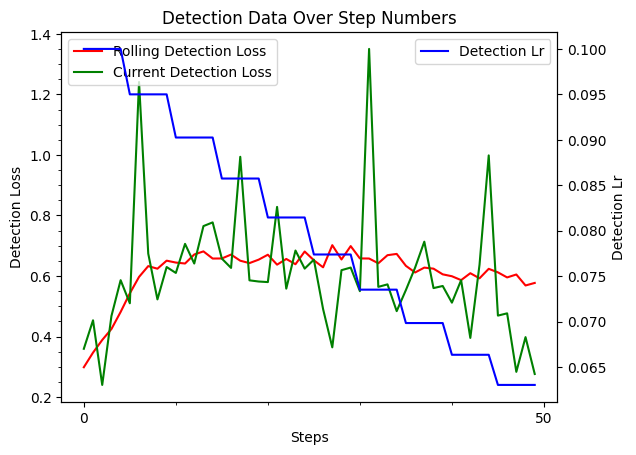 Detection Data Over Step Numbers
Rolling Detection Loss
Current Detection Loss
Detection Lr
1.4
1.2
1.0
0.8
0.6
0.4
0.2
Detection Loss
0.100
0.095
0.090
0.085
0.080
0.075
0.070
0.065
Detection Lr
0
50
Steps